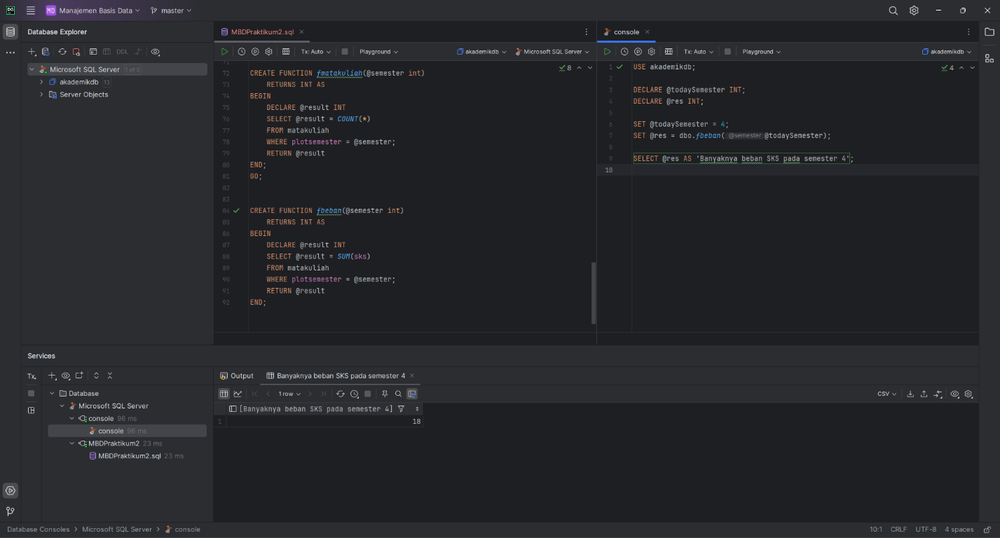 DG
MD Manajemen Basis Data
master
Database Explorer
DDL
Microsoft SQL Server 1 of 5
akademikdb 13
Server Objects
MBDPraktikum2.sql
Tx: Auto
Playground
akademikdb
Microsoft SQL Server
8
71
72 CREATE FUNCTION fmatakuliah(@semester int)
73 RETURNS INT AS
74 BEGIN
75 DECLARE @result INT
76 SELECT @result = COUNT(*)
77 FROM matakuliah
78 WHERE plotsemester = @semester;
79 RETURN @result
80 END;
81 GO;
82
83
84 CREATE FUNCTION fbeban(@semester int)
85 RETURNS INT AS
86 BEGIN
87 DECLARE @result INT
88 SELECT @result = SUM(sks)
89 FROM matakuliah
90 WHERE plotsemester = @semester;
91 RETURN @result
92 END;
console
Tx: Auto
Playground
akademikdb
4
1 USE akademikdb;
2
3 DECLARE @todaySemester INT;
4 DECLARE @res INT;
5
6 SET @todaySemester = 4;
7 SET @res = dbo.fbeban( @semester @todaySemester);
8
9 SELECT @res AS 'Banyaknya beban SKS pada semester 4';
10
Services
Tx
Database
Microsoft SQL Server
console 96 ms
console 96 ms
MBDPraktikum2 23 ms
MBDPraktikum2.sql 23 ms
Output
Banyaknya beban SKS pada semester 4
1 row
CSV
[Banyaknya beban SKS pada semester 4]
1 18
Database Consoles > Microsoft SQL Server > console
10:1 CRLF UTF-8 4 spaces